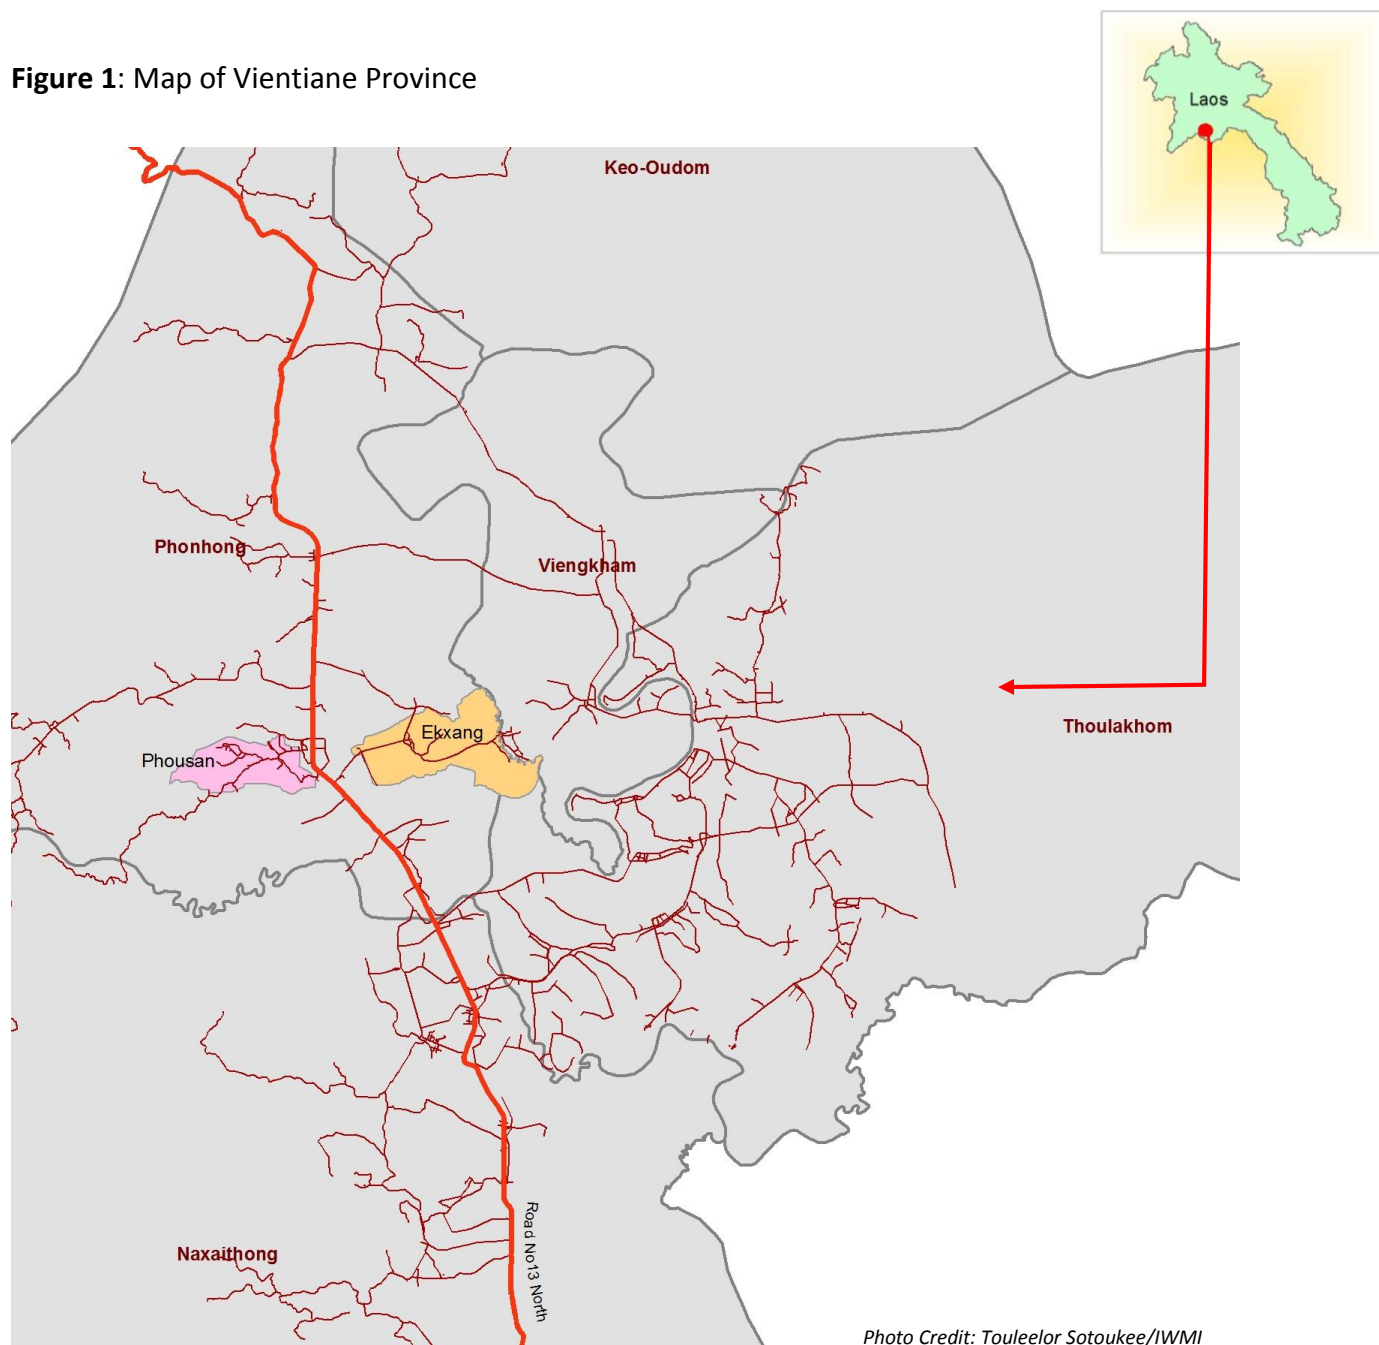 Figure 1: Map of Vientiane Province
Laos
Keo-Oudom
Phonhong
Viengkham
Thoulakhom
Ekxang
Phousan
Road No13 North
Naxaithong
Photo Credit: Touleelor Sotoukee/IWMI